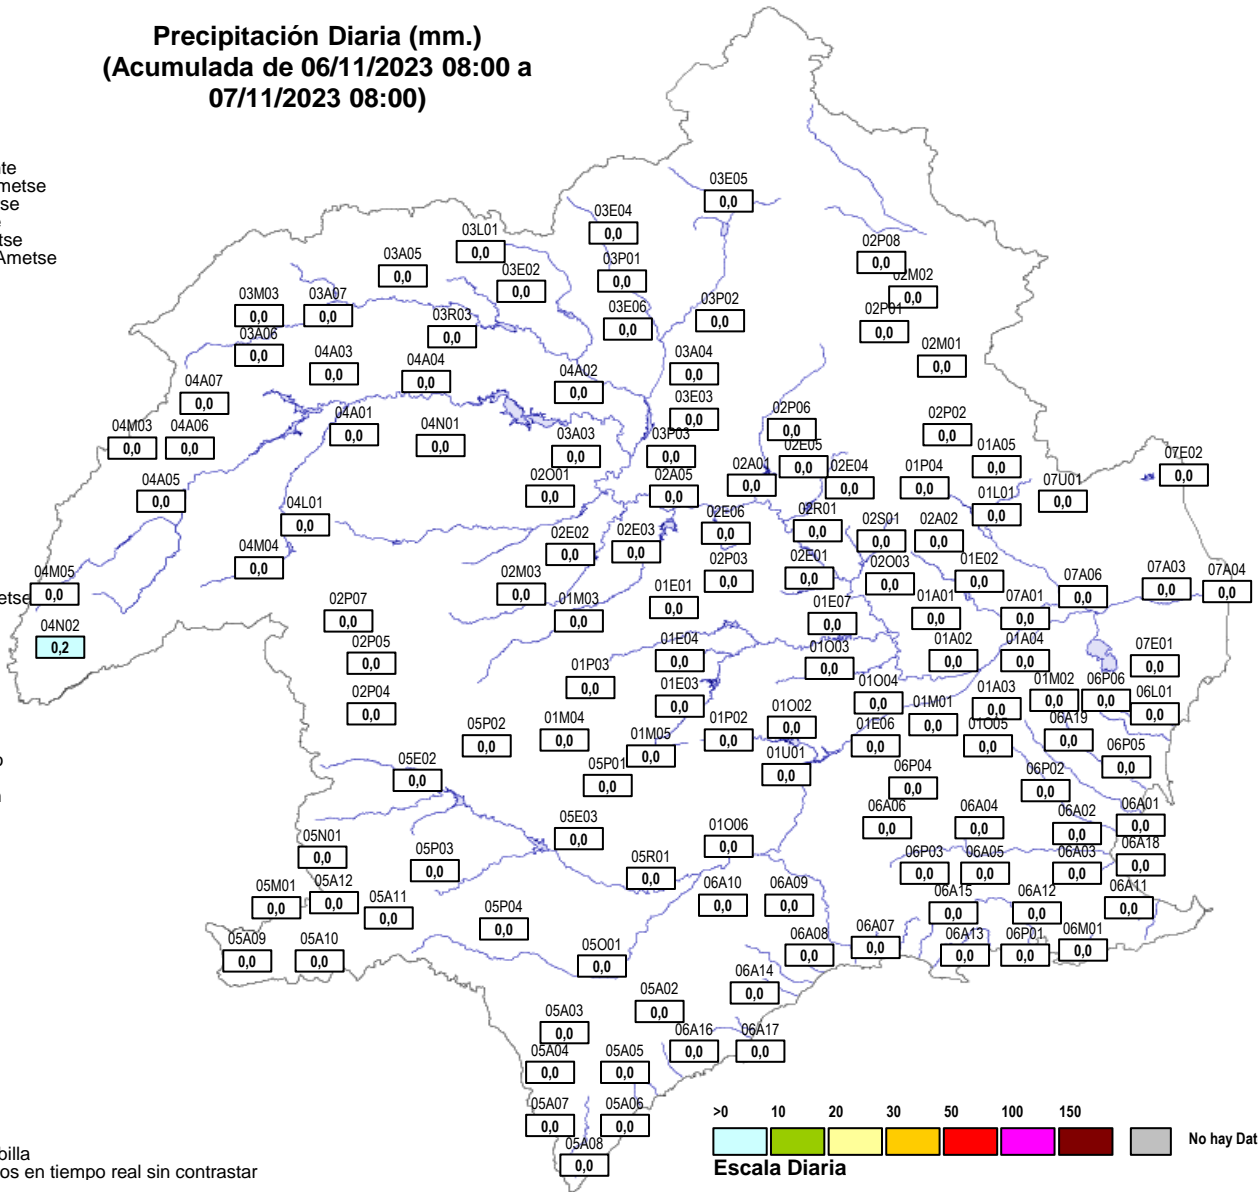 Precipitación Diaria (mm.)
(Acumulada de 06/11/2023 08:00 a
07/11/2023 08:00)
nte
metse
tse
e
tse
Ametse
etse
o
n
billa
os en tiempo real sin contrastar
03E05
0,0
03E04
0,0
03L01
0,0
03A05
0,0
03E02
0,0
03P01
0,0
02P08
0,0
02M02
0,0
03M03
0,0
03A07
0,0
03R03
0,0
03E06
0,0
03P02
0,0
02P01
0,0
03A06
0,0
04A03
0,0
04A04
0,0
04A02
0,0
03A04
0,0
02M01
0,0
04A07
0,0
03E03
0,0
04A01
0,0
04N01
0,0
02P06
0,0
02P02
0,0
04M03
0,0
04A06
0,0
03A03
0,0
03P03
0,0
02E05
0,0
01A05
0,0
07E02
0,0
04A05
0,0
02O01
0,0
02A05
0,0
02A01
0,0
02E04
0,0
01P04
0,0
07U01
0,0
01L01
0,0
04L01
0,0
02E06
0,0
02R01
0,0
02S01
0,0
02A02
0,0
02E02
0,0
02E03
0,0
04M04
0,0
02P03
0,0
02E01
0,0
02O03
0,0
01E02
0,0
04M05
0,0
02M03
0,0
07A06
0,0
07A03
0,0
07A04
0,0
01M03
0,0
01E01
0,0
01E07
0,0
01A01
0,0
07A01
0,0
02P07
0,0
04N02
0,2
02P05
0,0
01E04
0,0
01O03
0,0
01A02
0,0
01A04
0,0
07E01
0,0
01P03
0,0
01E03
0,0
01O04
0,0
01A03
0,0
01M02
0,0
06P06
0,0
06L01
0,0
02P04
0,0
01O02
0,0
01M01
0,0
05P02
0,0
01M04
0,0
01M05
0,0
01P02
0,0
01E06
0,0
01O05
0,0
06A19
0,0
05E02
0,0
05P01
0,0
01U01
0,0
06P04
0,0
06P02
0,0
06P05
0,0
05E03
0,0
01O06
0,0
06A06
0,0
06A04
0,0
06A02
0,0
06A01
0,0
05N01
0,0
05P03
0,0
05R01
0,0
06P03
0,0
06A05
0,0
06A03
0,0
06A18
0,0
05M01
0,0
05A12
0,0
05A11
0,0
06A10
0,0
06A09
0,0
06A15
0,0
06A12
0,0
06A11
0,0
05P04
0,0
05A09
0,0
05A10
0,0
05O01
0,0
06A08
0,0
06A07
0,0
06A13
0,0
06P01
0,0
06M01
0,0
06A14
0,0
05A02
0,0
05A03
0,0
06A16
0,0
06A17
0,0
05A04
0,0
05A05
0,0
05A07
0,0
05A06
0,0
05A08
0,0
>0 10 20 30 50 100 150
No hay Dat
Escala Diaria